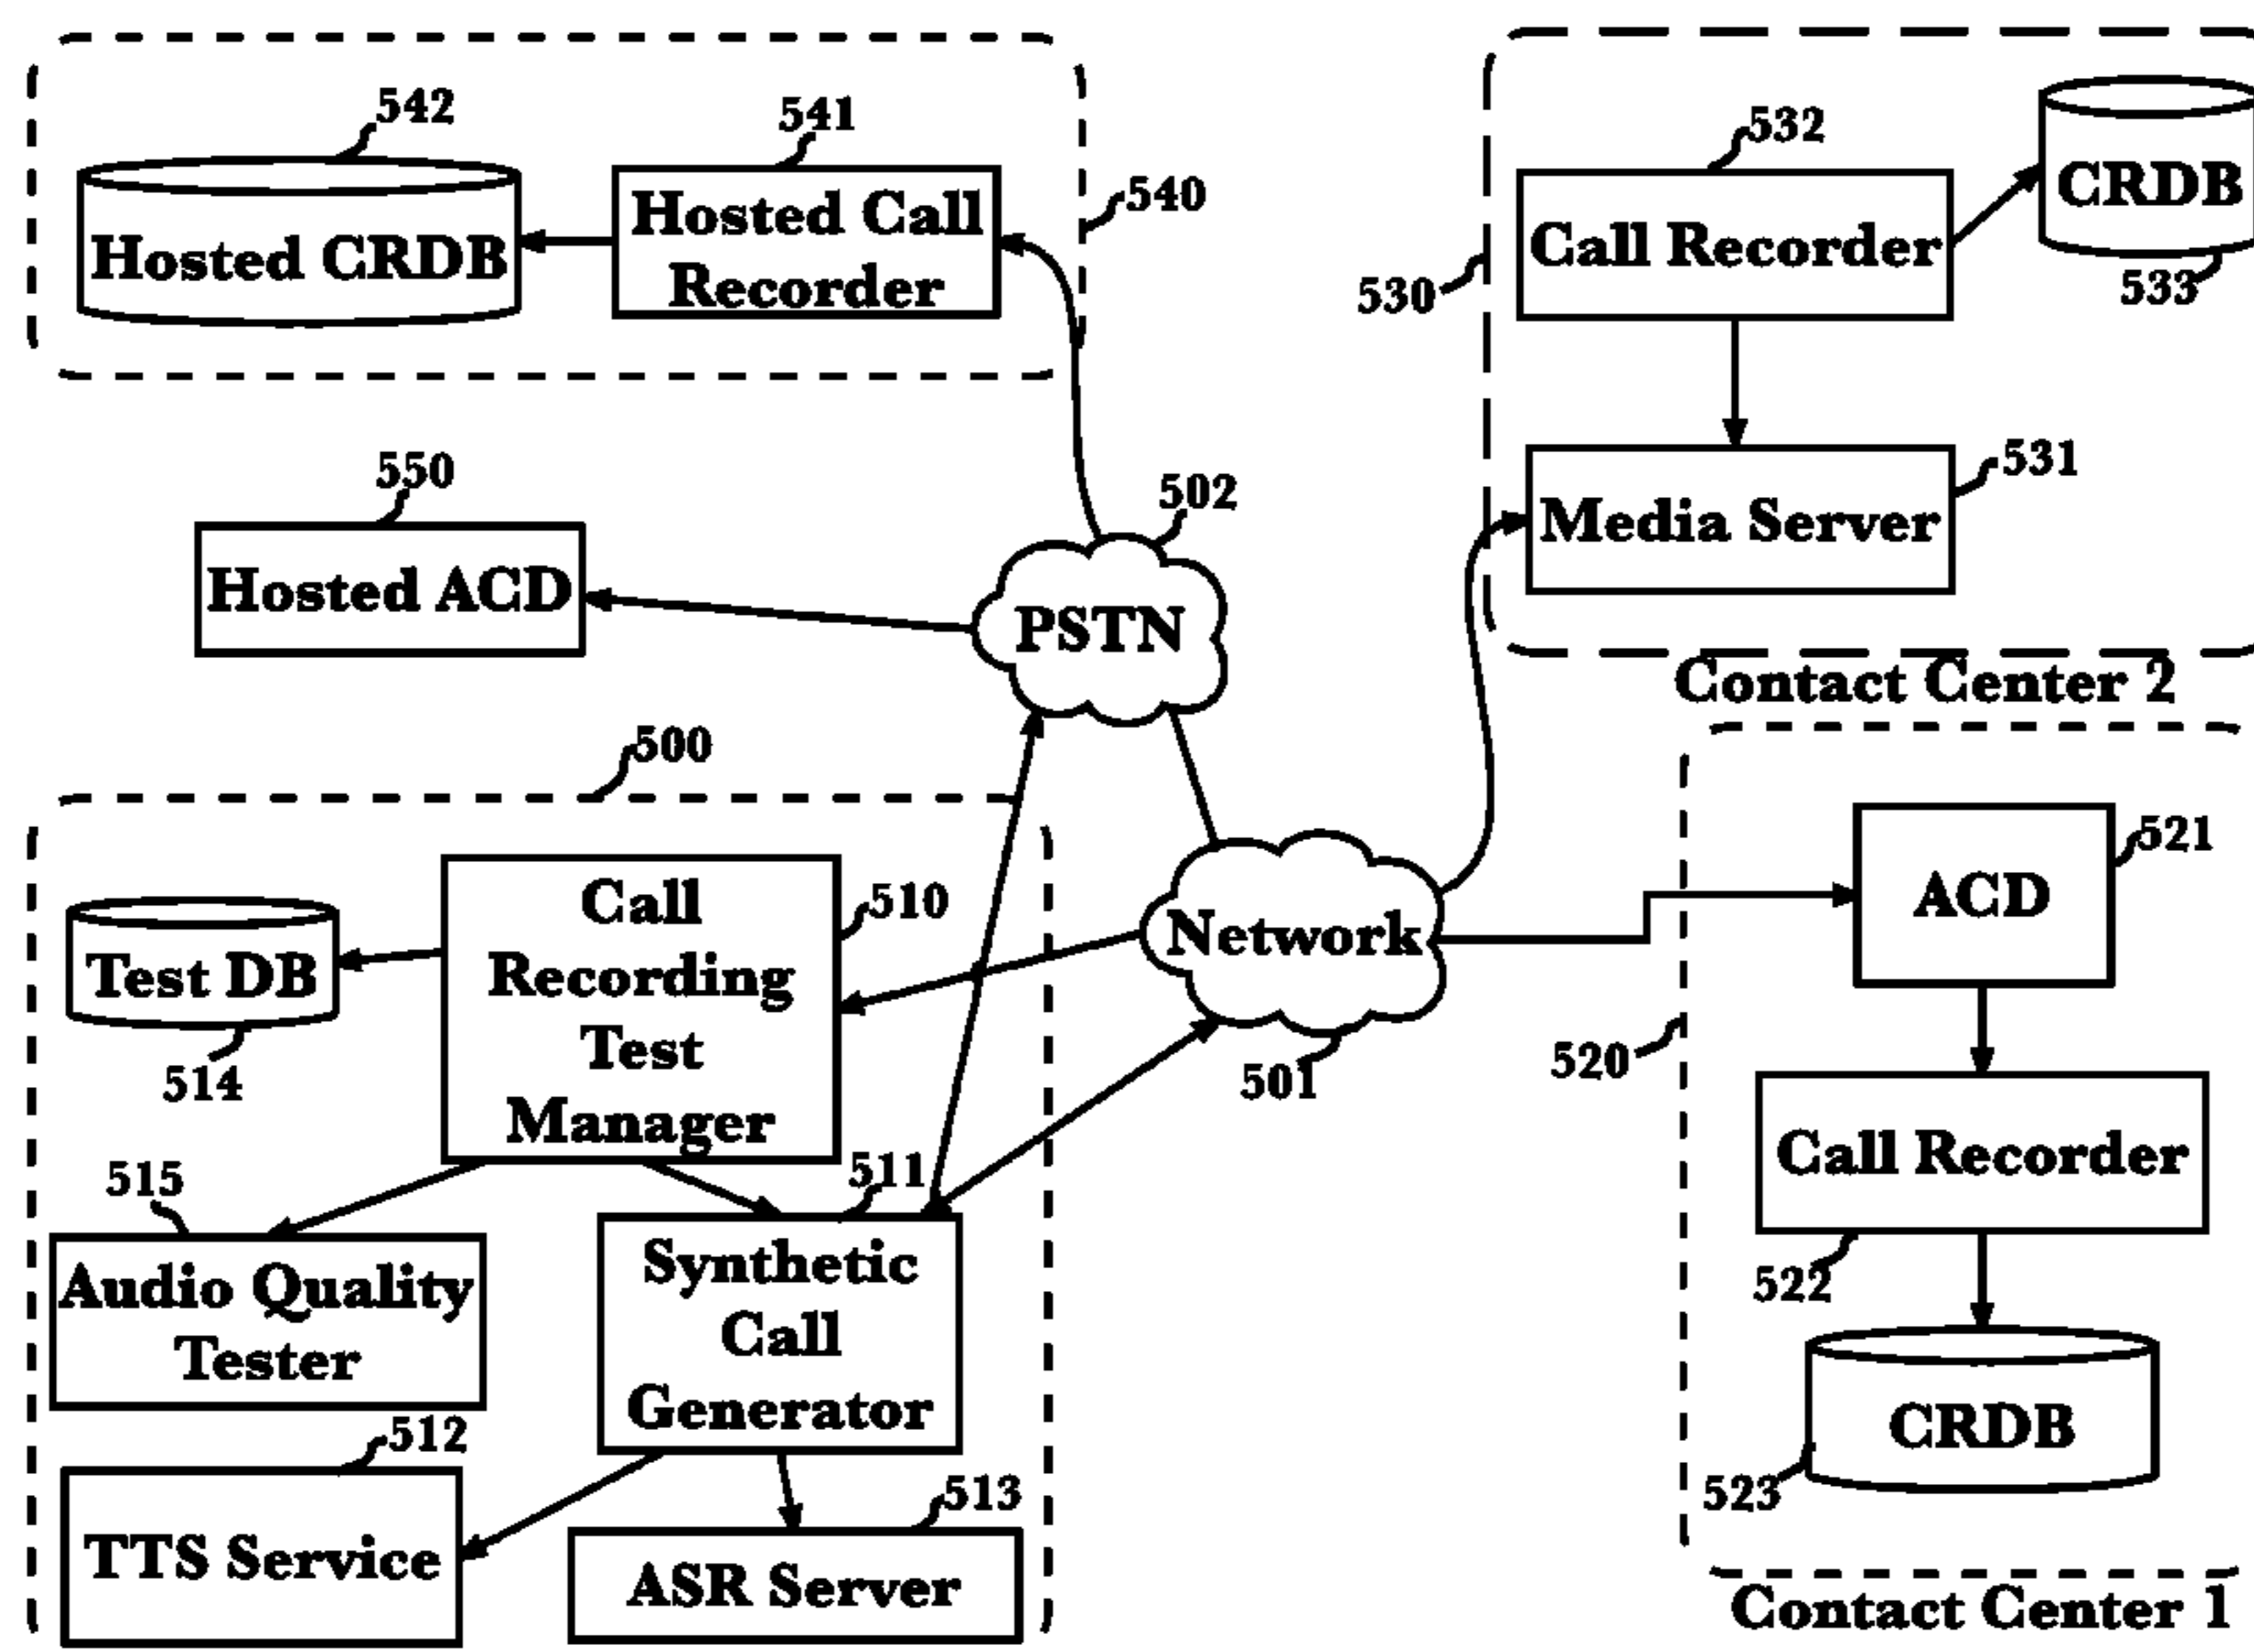 542
541
Hosted CRDB
Hosted Call
Recorder
540
532
Call Recorder
CRDB
533
530
531
Media Server
Contact Center 2
550
Hosted ACD
502
PSTN
500
Call
Recording
Test
Manager
510
Test DB
514
Network
501
515
Audio Quality
Tester
511
Synthetic
Call
Generator
512
TTS Service
513
ASR Server
521
ACD
520
Call Recorder
522
CRDB
523
Contact Center 1